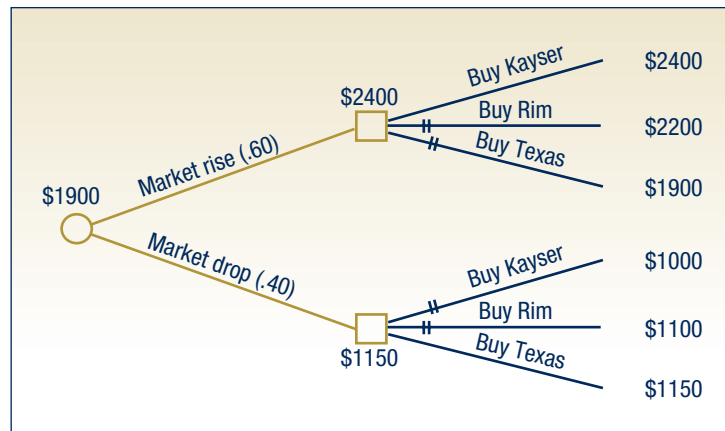 Buy Kayser
$2400
$2400
Buy Rim
$2200
Buy Texas
$1900
Market rise (.60)
$1900
Market drop (.40)
Buy Kayser
$1000
Buy Rim
$1100
$1150
Buy Texas
$1150